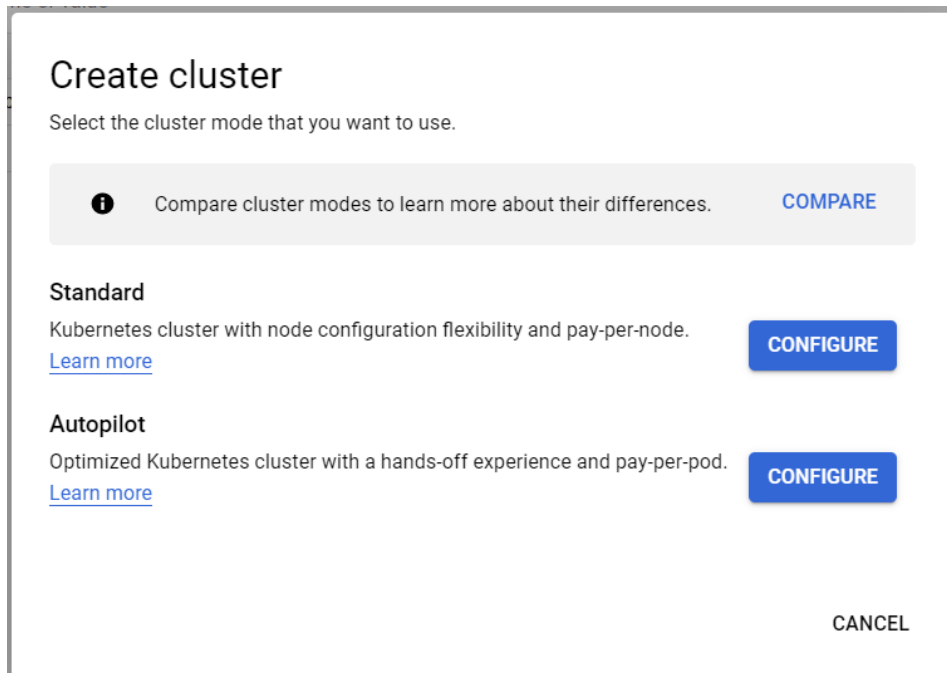 Create cluster
Select the cluster mode that you want to use.
Compare cluster modes to learn more about their differences. COMPARE
Standard
Kubernetes cluster with node configuration flexibility and pay-per-node.
Learn more
CONFIGURE
Autopilot
Optimized Kubernetes cluster with a hands-off experience and pay-per-pod.
Learn more
CONFIGURE
CANCEL